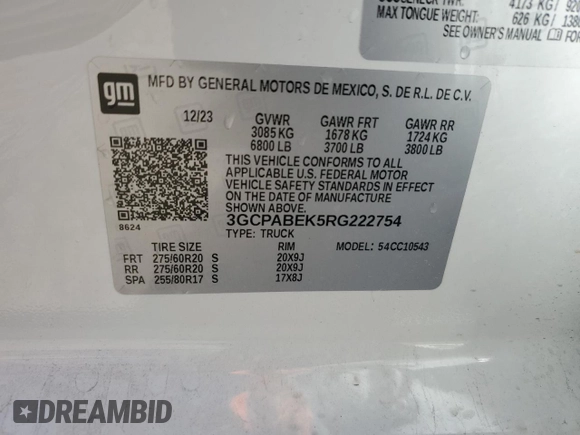 4173 KG / 920
MAX TONGUE WEIGHT: 626 KG / 1380
SEE OWNER'S MANUAL FOR
gm
MFD BY GENERAL MOTORS DE MEXICO, S. DE R.L. DE C.V.
12/23 GVWR GAWR FRT GAWR RR
3085 KG 1678 KG 1724 KG
6800 LB 3700 LB 3800 LB
THIS VEHICLE CONFORMS TO ALL
APPLICABLE U.S. FEDERAL MOTOR
VEHICLE SAFETY STANDARDS IN EFFECT
ON THE DATE OF MANUFACTURE
SHOWN ABOVE.
3GCPABEK5RG222754
8624
TYPE: TRUCK
TIRE SIZE RIM MODEL: 54CC10543
FRT 275/60R20 S 20X9J
RR 275/60R20 S 20X9J
SPA 255/80R17 S 17X8J
DREAMBID